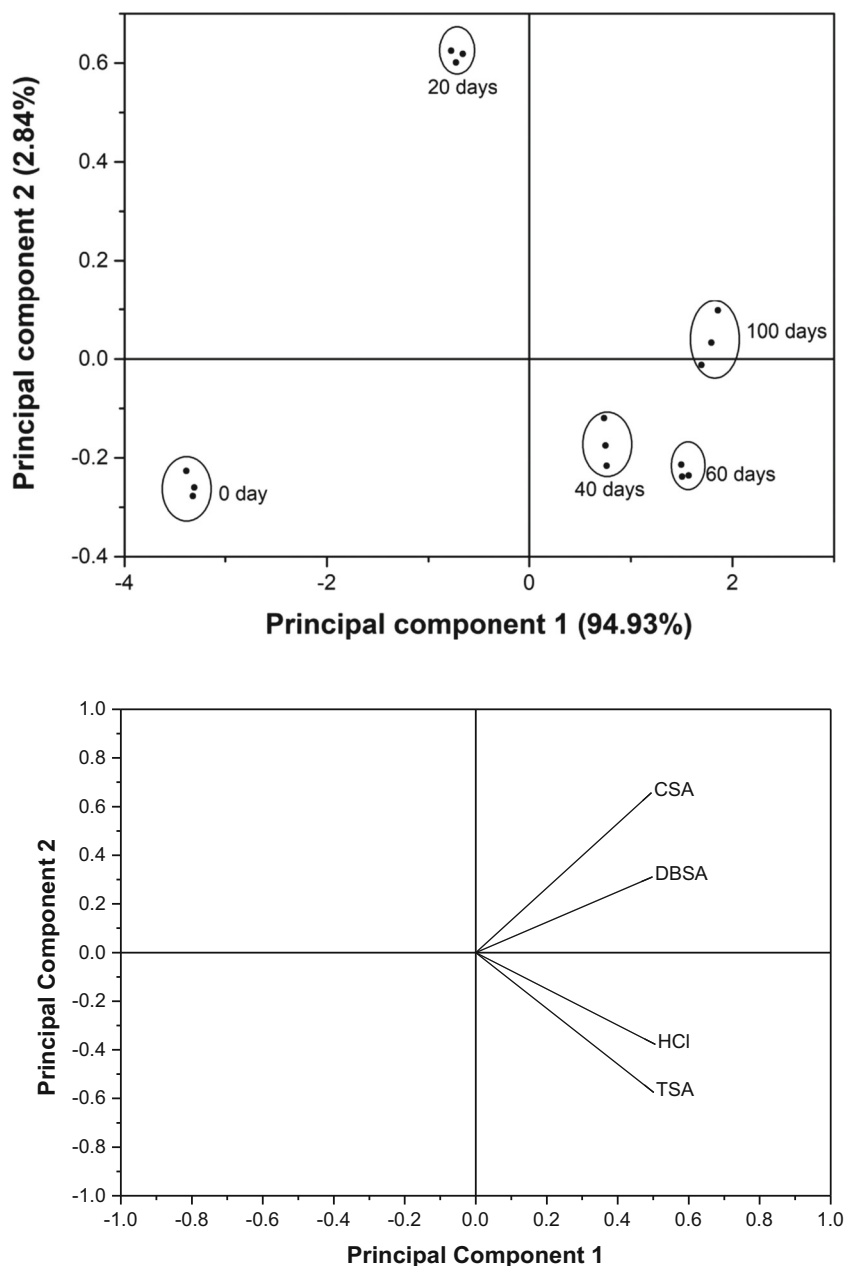 Principal component 2 (2.84%)
0.6
0.4
0.2
0.0
-0.2
-0.4
20 days
100 days
40 days
60 days
0 day
-4
-2
0
2
Principal component 1 (94.93%)
Principal Component 2
1.0
0.8
0.6
0.4
0.2
0.0
-0.2
-0.4
-0.6
-0.8
-1.0
CSA
DBSA
HCl
TSA
-1.0
-0.8
-0.6
-0.4
-0.2
0.0
0.2
0.4
0.6
0.8
1.0
Principal Component 1